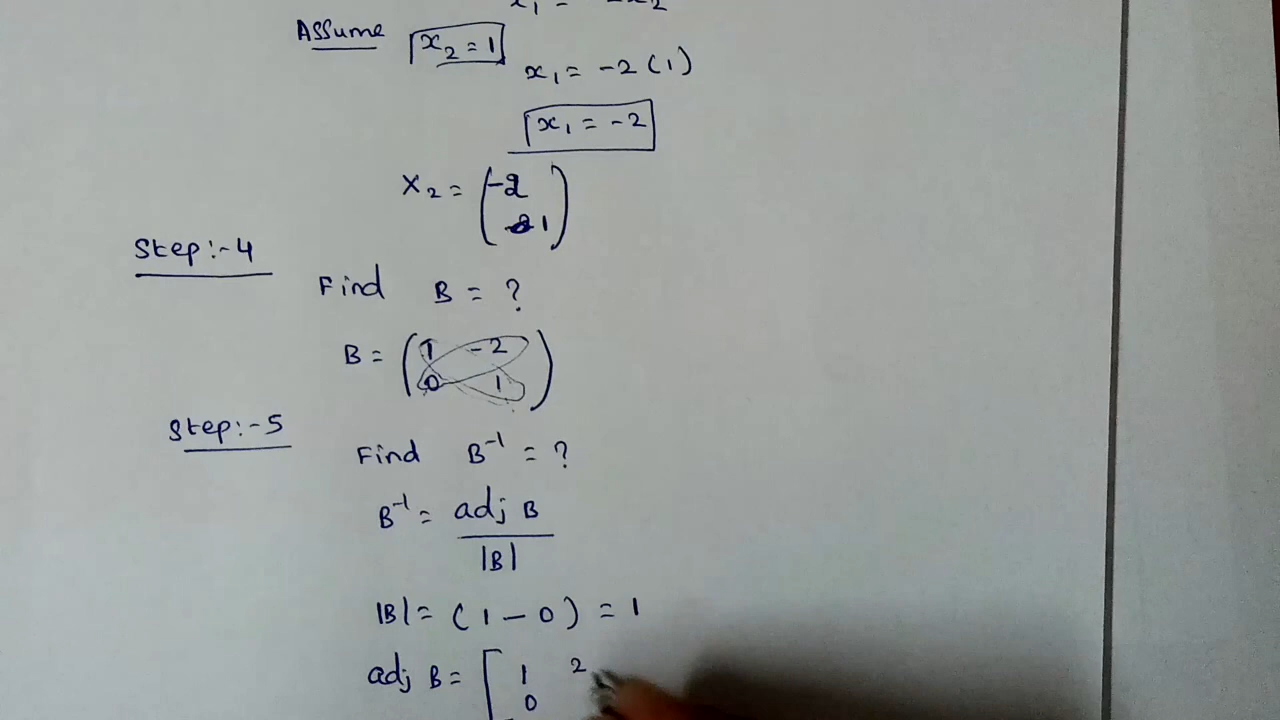 Assume x₂ = 1
x₁ = -2(1)
x₁ = -2
X₂ = (-2
1)
Step:-4
Find B = ?
B = (1 -2
0 1)
Step:-5
Find B⁻¹ = ?
B⁻¹ = adj B
|B|
|B| = (1 - 0) = 1
adj B = [1 2
0